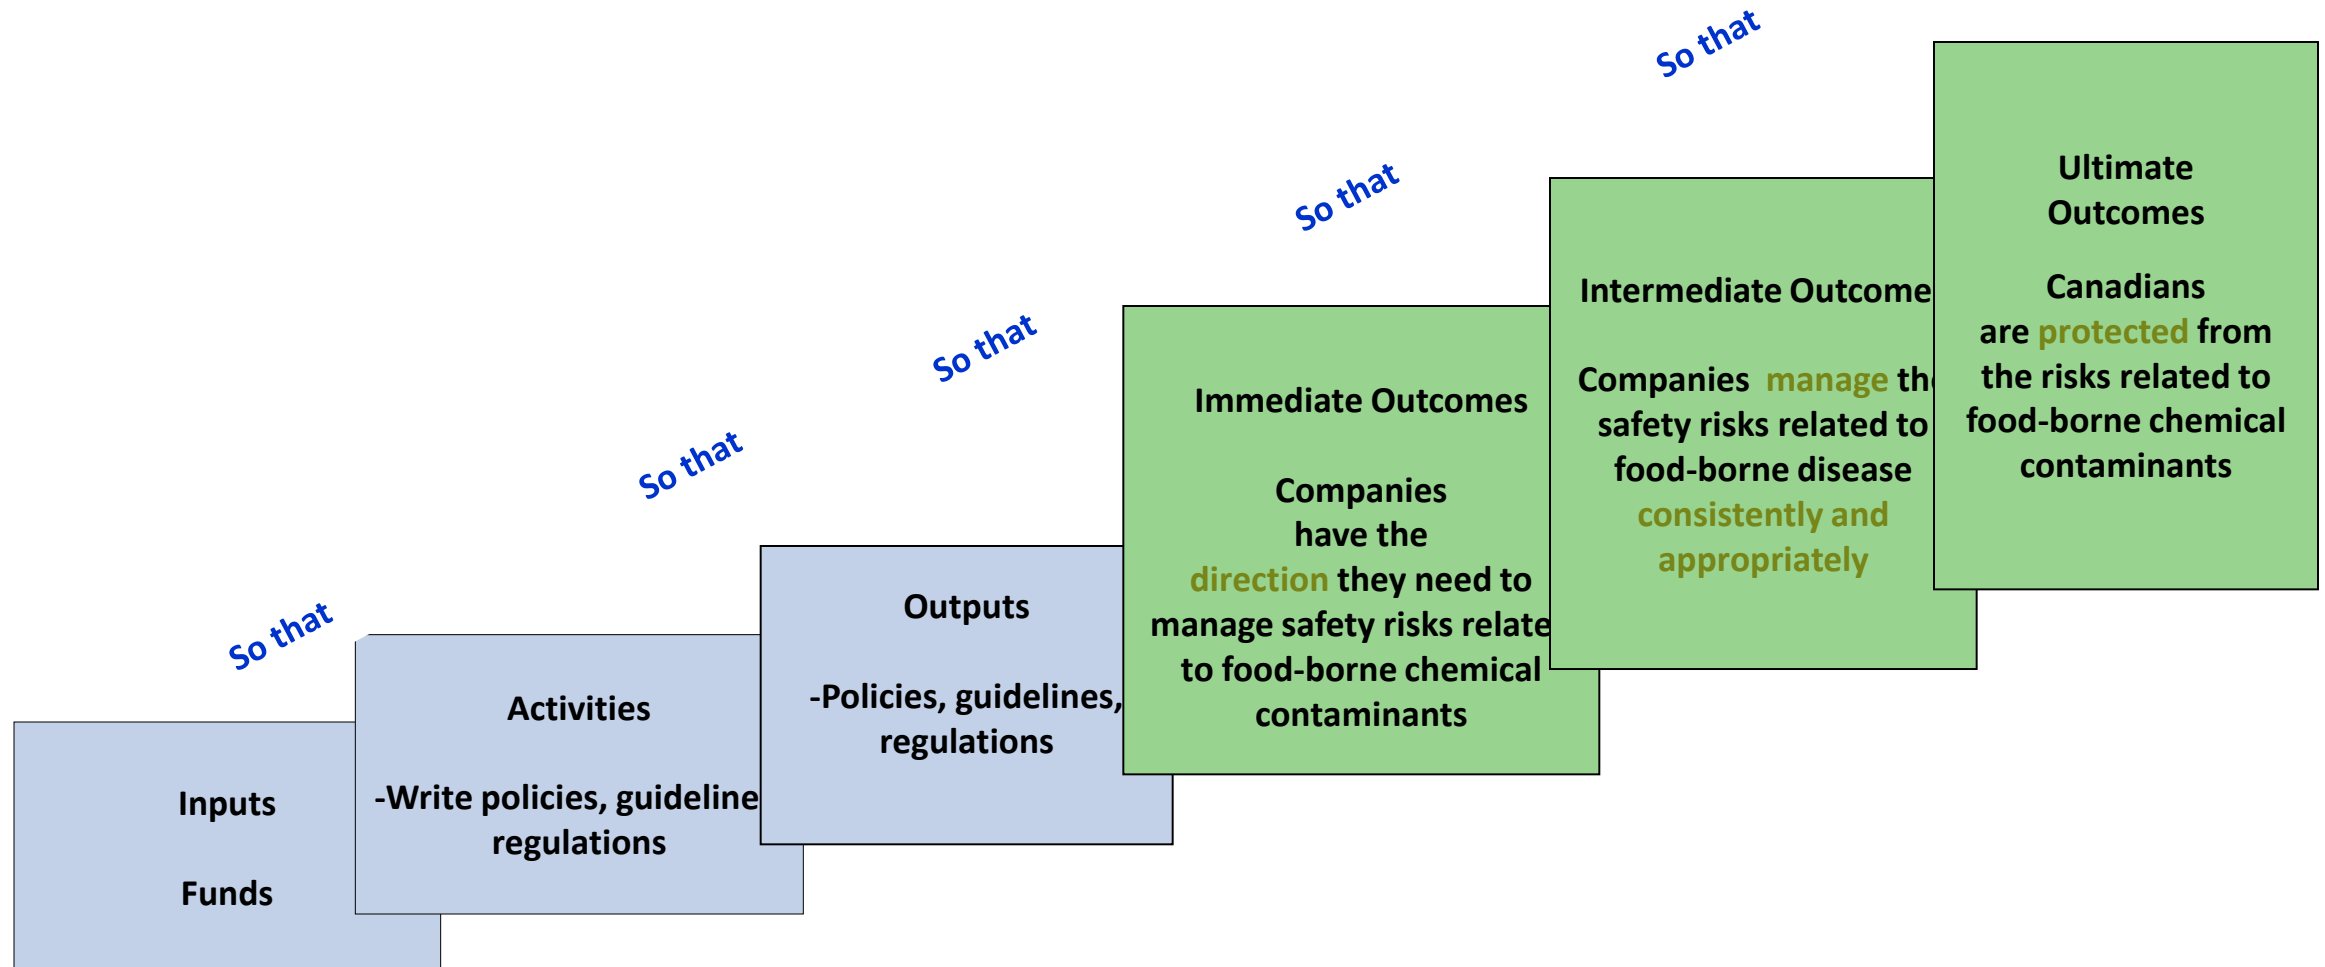 So that
Inputs
Funds
So that
Activities
-Write policies, guideline
regulations
So that
Outputs
-Policies, guidelines,
regulations
So that
Immediate Outcomes
Companies
have the
direction they need to
manage safety risks relate
to food-borne chemical
contaminants
So that
Intermediate Outcome
Companies manage the
safety risks related to
food-borne disease
consistently and
appropriately
Ultimate
Outcomes
Canadians
are protected from
the risks related to
food-borne chemical
contaminants